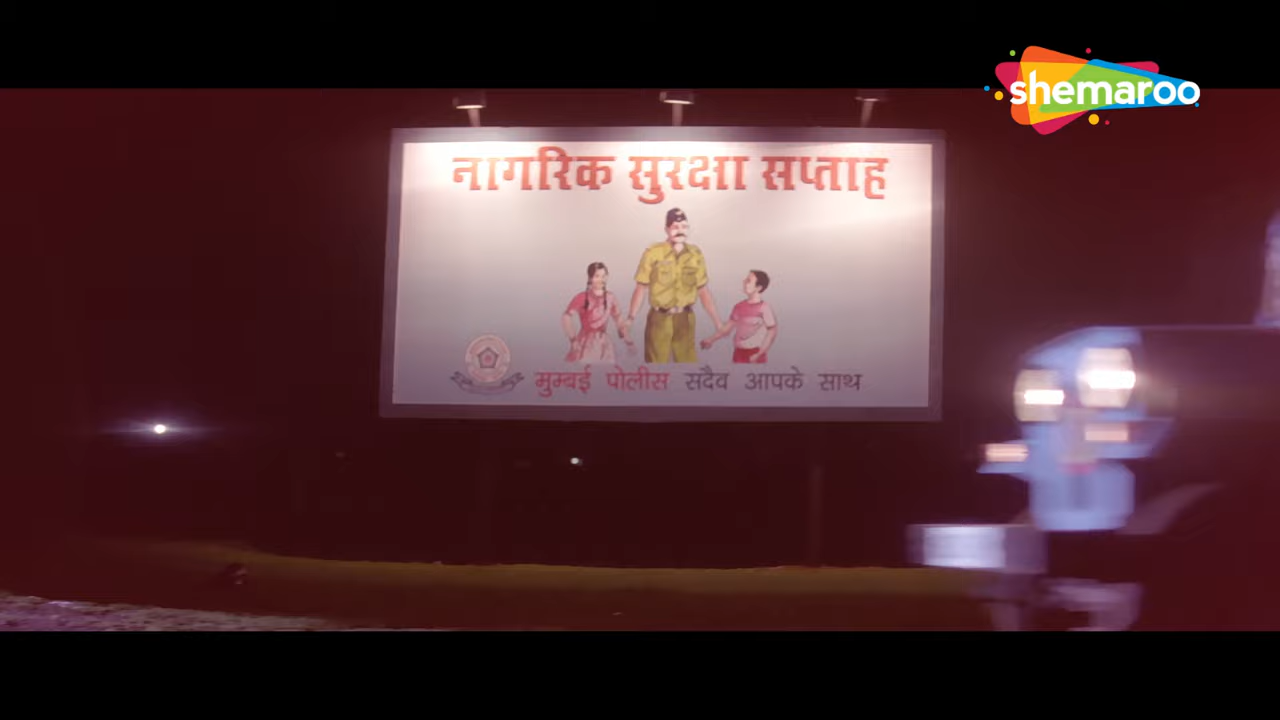 shemaroo
नागरिक सुरक्षा सप्ताह
मुम्बई पोलीस सदैव आपके साथ